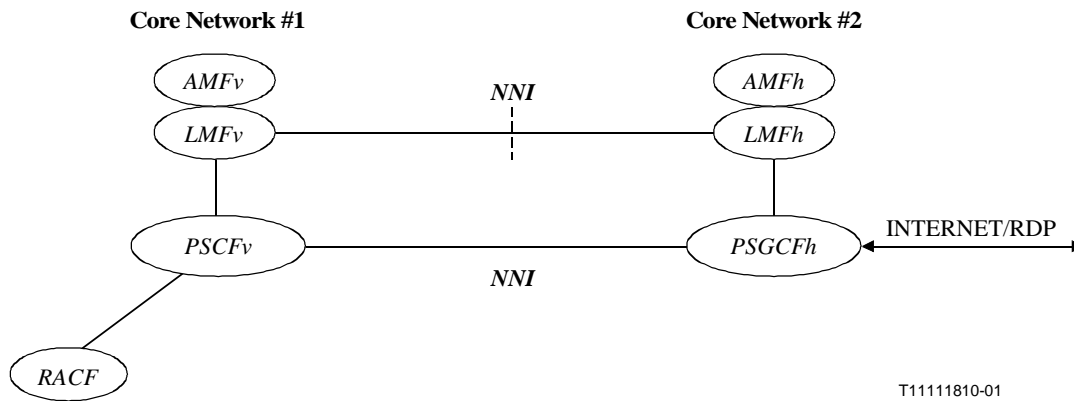 Core Network #1
Core Network #2
AMFv
AMFh
NNI
LMFv
LMFh
PSCFv
PSGCFh
INTERNET/RDP
NNI
RACF
T11111810-01